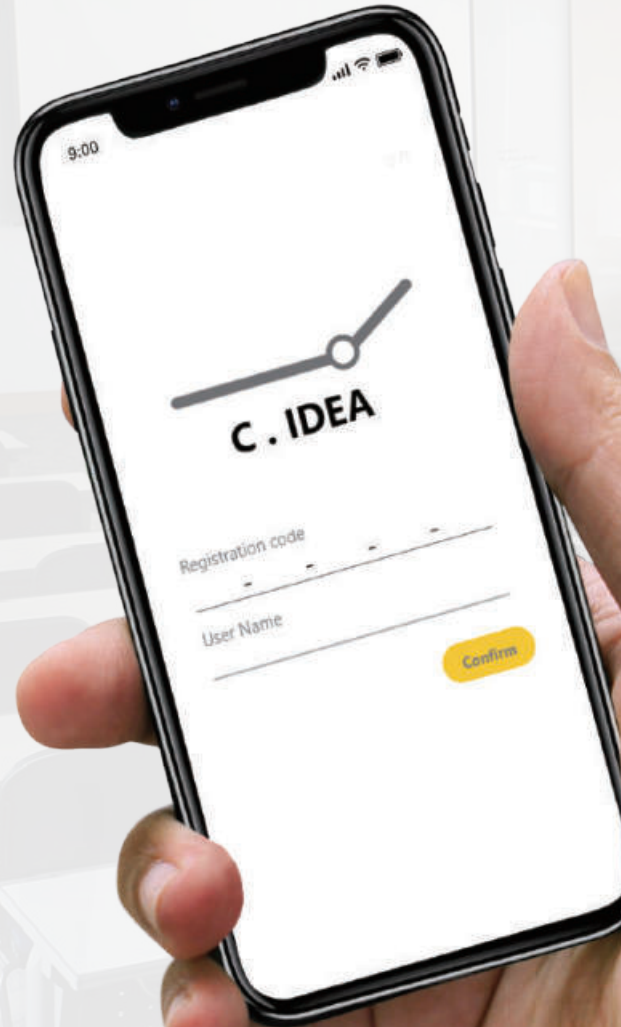 9:00
C . IDEA
Registration code
- - - -
User Name
Confirm